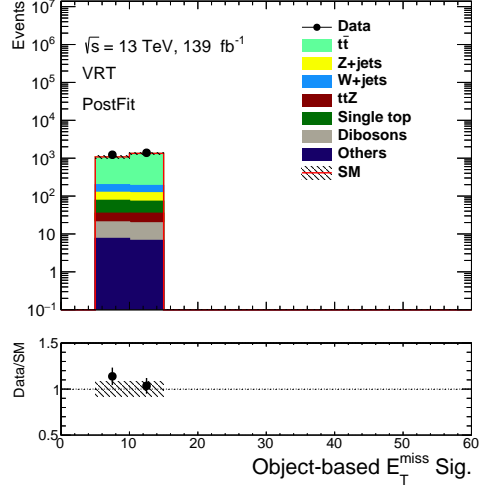 Events
10⁷
10⁶
10⁵
10⁴
10³
10²
10
1
10⁻¹
√s = 13 TeV, 139 fb⁻¹
VRT
PostFit
Data
tt̄
Z+jets
W+jets
ttZ
Single top
Dibosons
Others
SM
Data/SM
1.5
1
0.5
0 10 20 30 40 50 60
Object-based E_T^miss Sig.